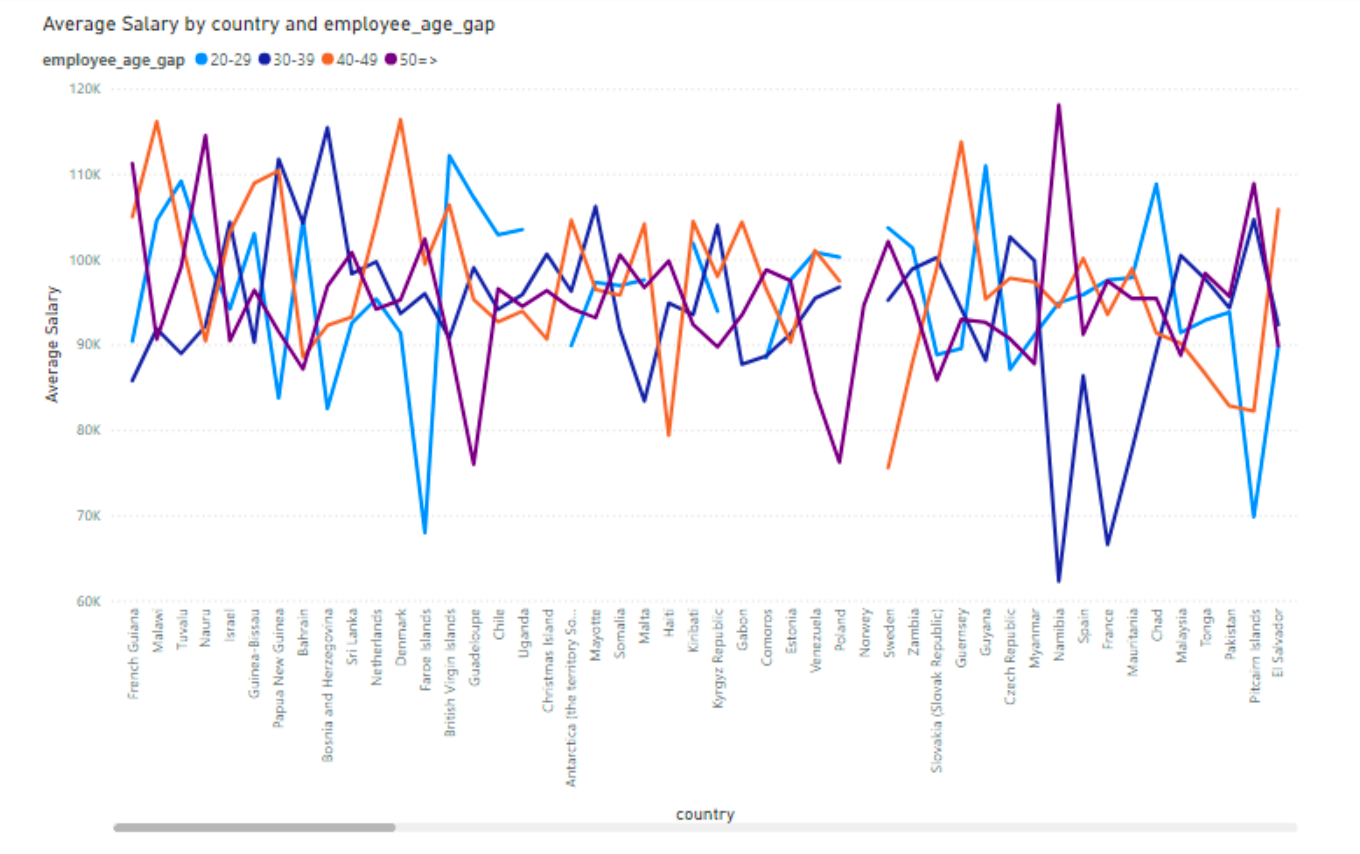 Average Salary by country and employee_age_gap
employee_age_gap 20-29 30-39 40-49 50=>
120K
110K
100K
90K
80K
70K
60K
Average Salary
French Guiana
Malawi
Tuvalu
Nauru
Israel
Guinea-Bissau
Papua New Guinea
Bahrain
Bosnia and Herzegovina
Sri Lanka
Netherlands
Denmark
Faroe Islands
British Virgin Islands
Guadeloupe
Chile
Uganda
Christmas Island
Antarctica (the territory So...
Mayotte
Somalia
Malta
Haiti
Kiribati
Kyrgyz Republic
Gabon
Comoros
Estonia
Venezuela
Poland
Norway
Sweden
Zambia
Slovakia (Slovak Republic)
Guernsey
Guyana
Czech Republic
Myanmar
Namibia
Spain
France
Mauritania
Chad
Malaysia
Tonga
Pakistan
Pitcairn Islands
El Salvador
country